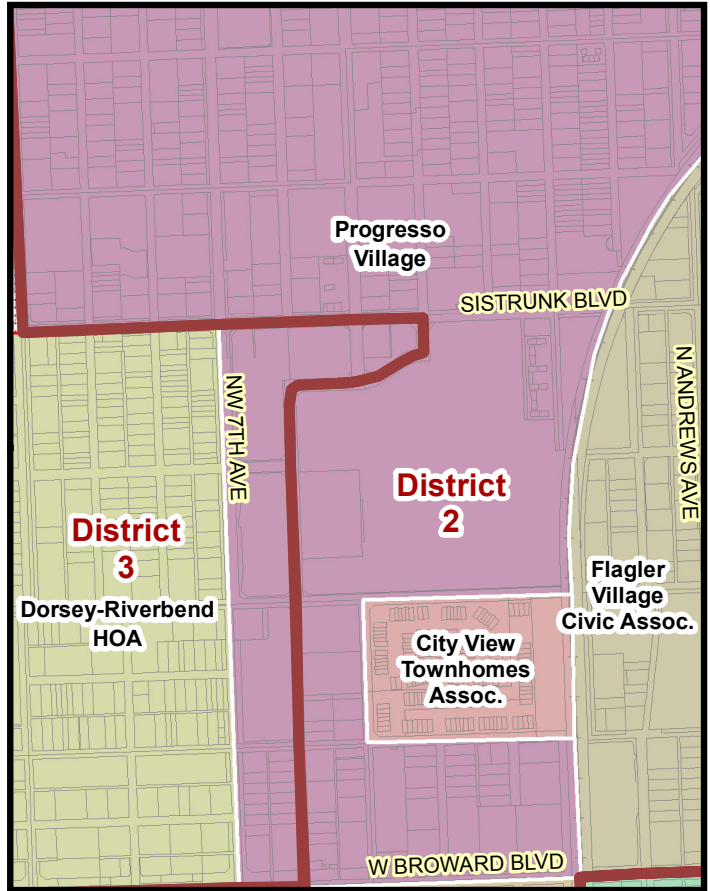 Progresso
Village
SISTRUNK BLVD
NW 7TH AVE
N ANDREWS AVE
District
2
District
3
Dorsey-Riverbend
HOA
Flagler
Village
Civic Assoc.
City View
Townhomes
Assoc.
W BROWARD BLVD